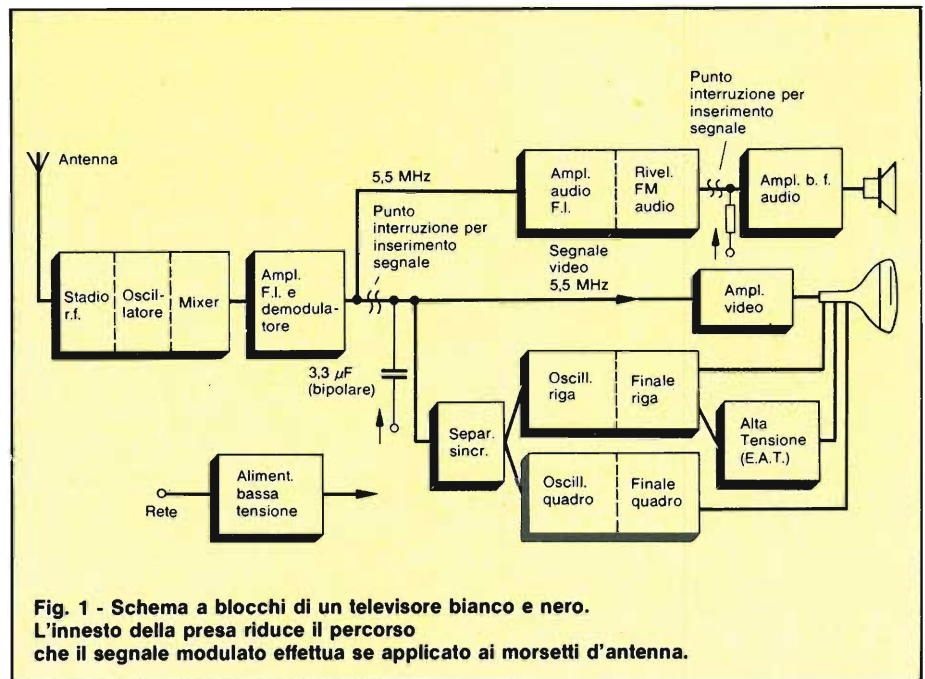 Antenna
5,5 MHz
Punto
interruzione per
inserimento
segnale
Punto
interruzione per
inserimento
segnale
Ampl.
audio
F.I.
Rivel.
FM
audio
Ampl. b. f.
audio
Stadio
r.f.
Oscil-
latore
Mixer
Ampl.
F.I. e
demodula-
tore
Segnale
video
5,5 MHz
Ampl.
video
3,3 µF
(bipolare)
Separ.
sincr.
Oscill.
riga
Finale
riga
Alta
Tensione
(E.A.T.)
Oscill.
quadro
Finale
quadro
Rete
Aliment.
bassa
tensione
Fig. 1 - Schema a blocchi di un televisore bianco e nero.
L'innesto della presa riduce il percorso
che il segnale modulato effettua se applicato ai morsetti d'antenna.